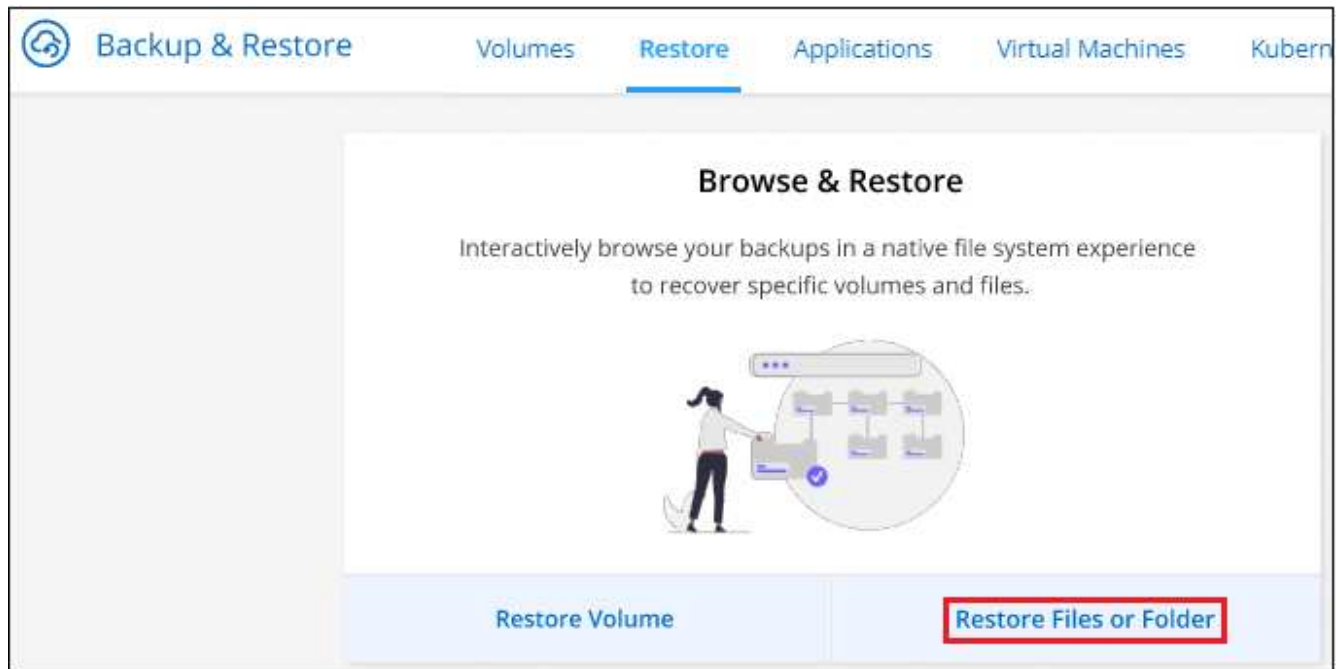 Backup & Restore
Volumes
Restore
Applications
Virtual Machines
Kubern
Browse & Restore
Interactively browse your backups in a native file system experience
to recover specific volumes and files.
Restore Volume
Restore Files or Folder